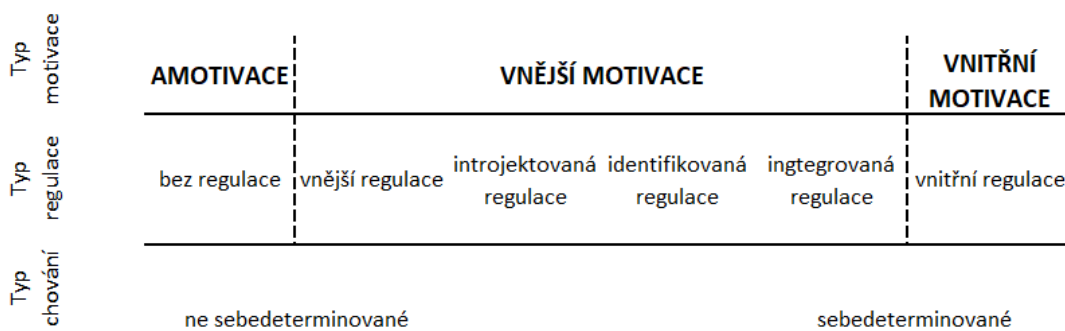 Typ
motivace
AMOTIVACE
VNĚJŠÍ MOTIVACE
VNITŘNÍ
MOTIVACE
Typ
regulace
bez regulace
vnější regulace
introjektovaná
regulace
identifikovaná
regulace
ingtegrovaná
regulace
vnitřní regulace
Typ
chování
ne sebedeterminované
sebedeterminované